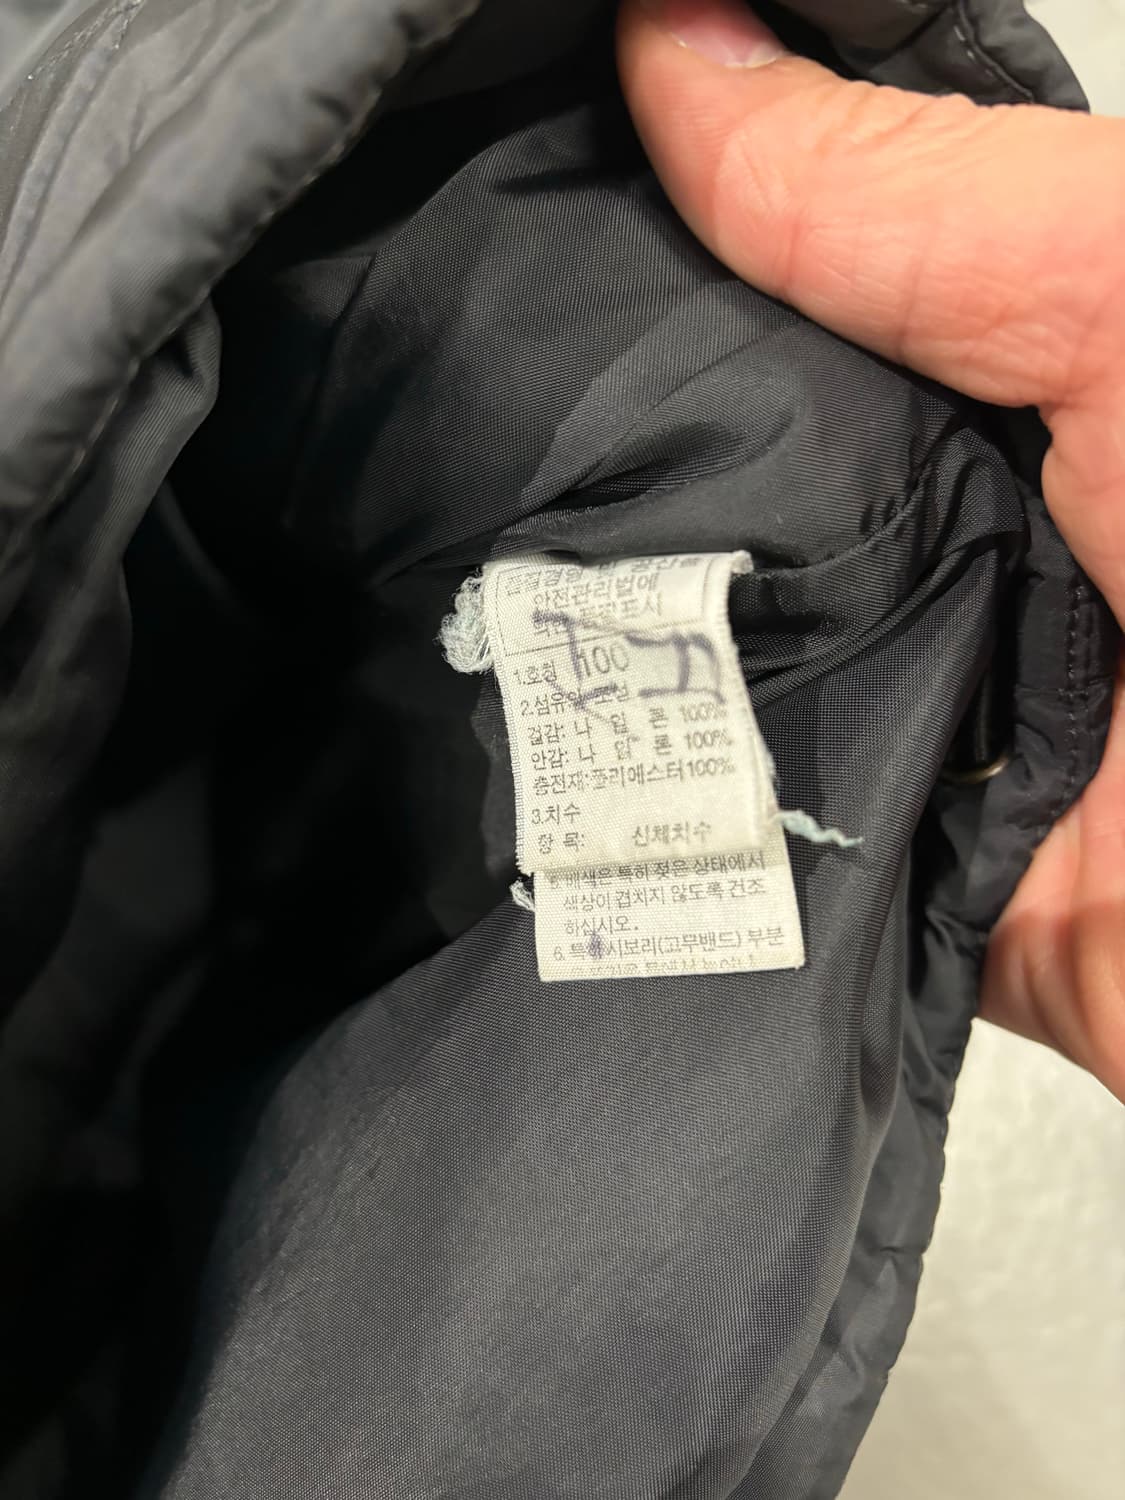 안전관리법에
1.호칭 100
2.섬유의 조성
겉감: 나 일 론 100%
안감: 나 일 론 100%
충전재:폴리에스터100%
3.치수
항 목: 신체치수
배색은 특히 젖은 상태에서
색상이 겹치지 않도록 건조
하십시오.
6. 특히 시보리(고무밴드) 부분